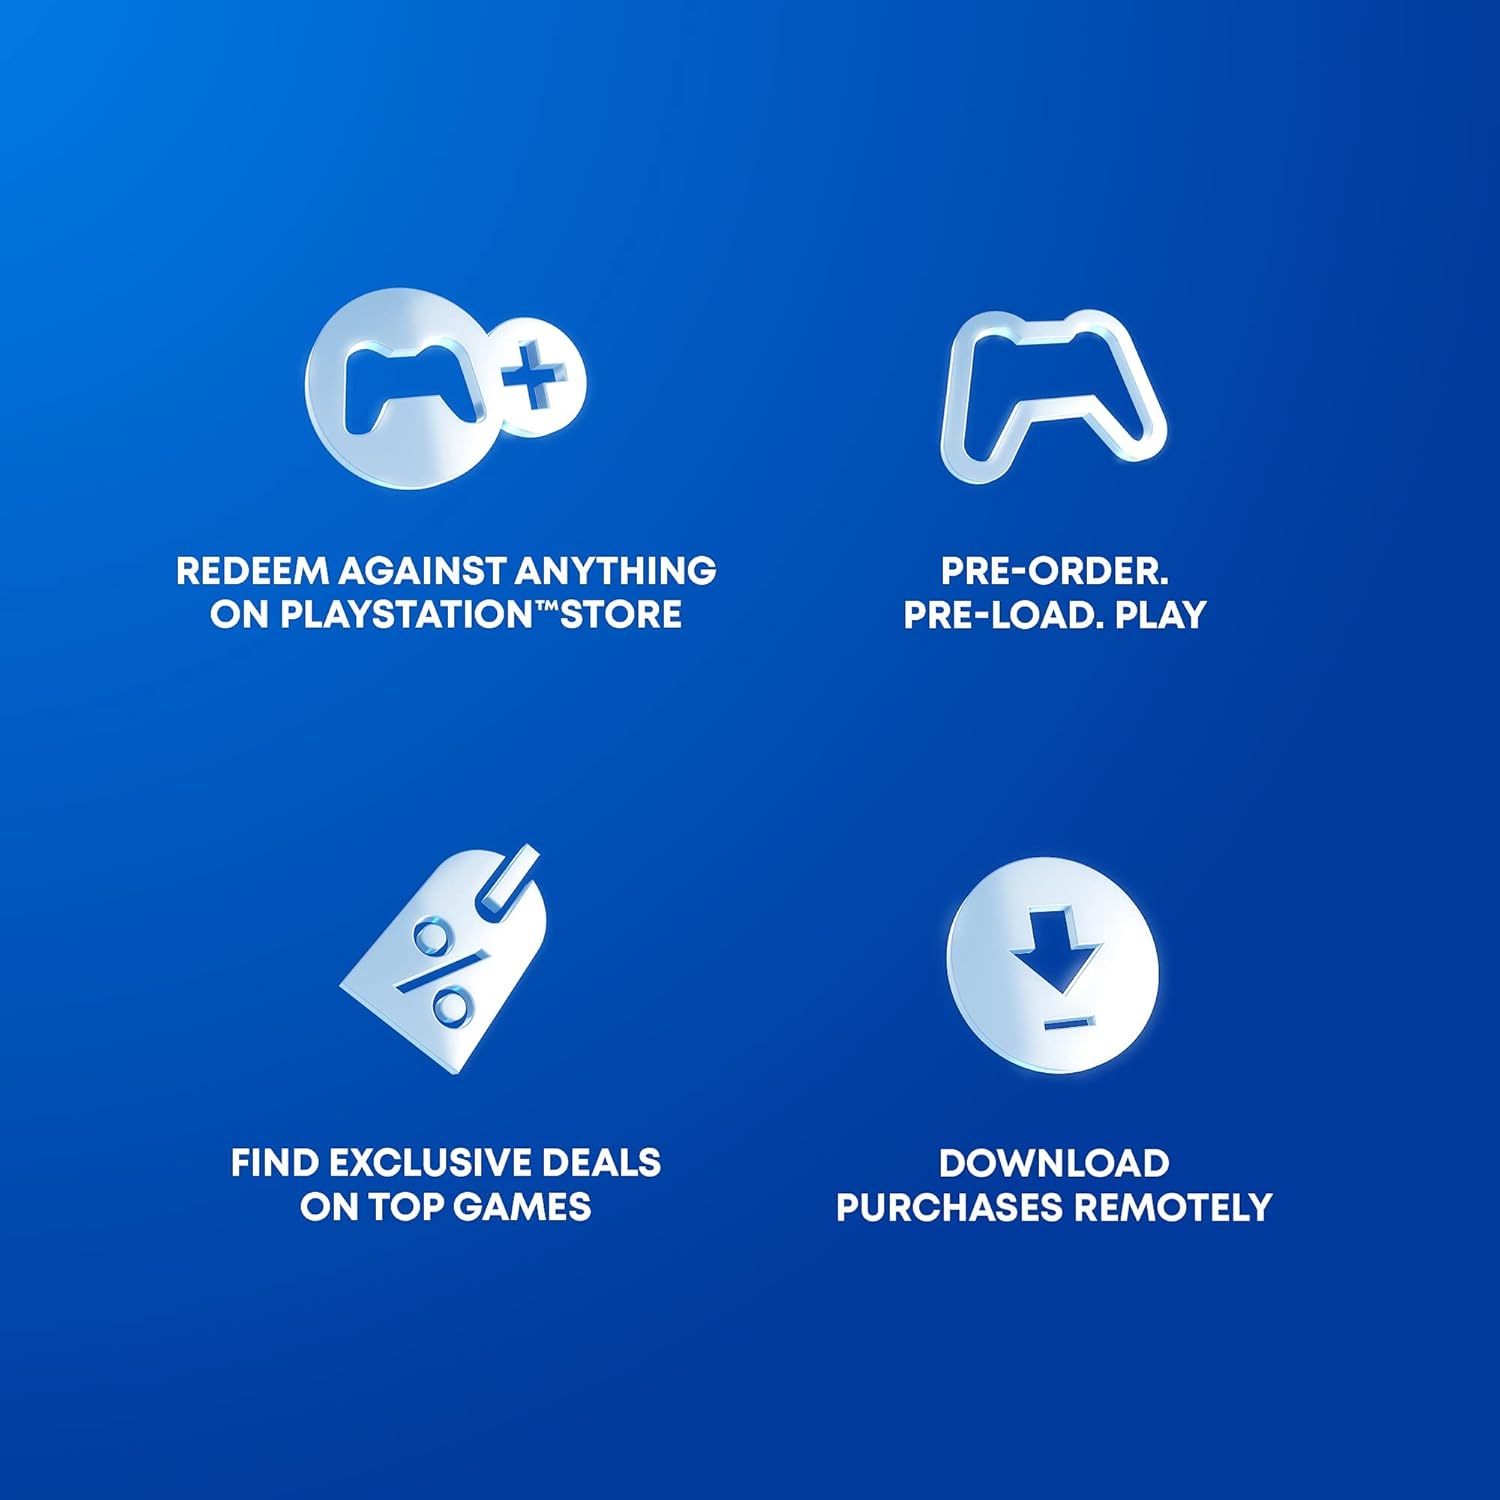 REDEEM AGAINST ANYTHING
ON PLAYSTATION™STORE
PRE-ORDER.
PRE-LOAD. PLAY
FIND EXCLUSIVE DEALS
ON TOP GAMES
DOWNLOAD
PURCHASES REMOTELY